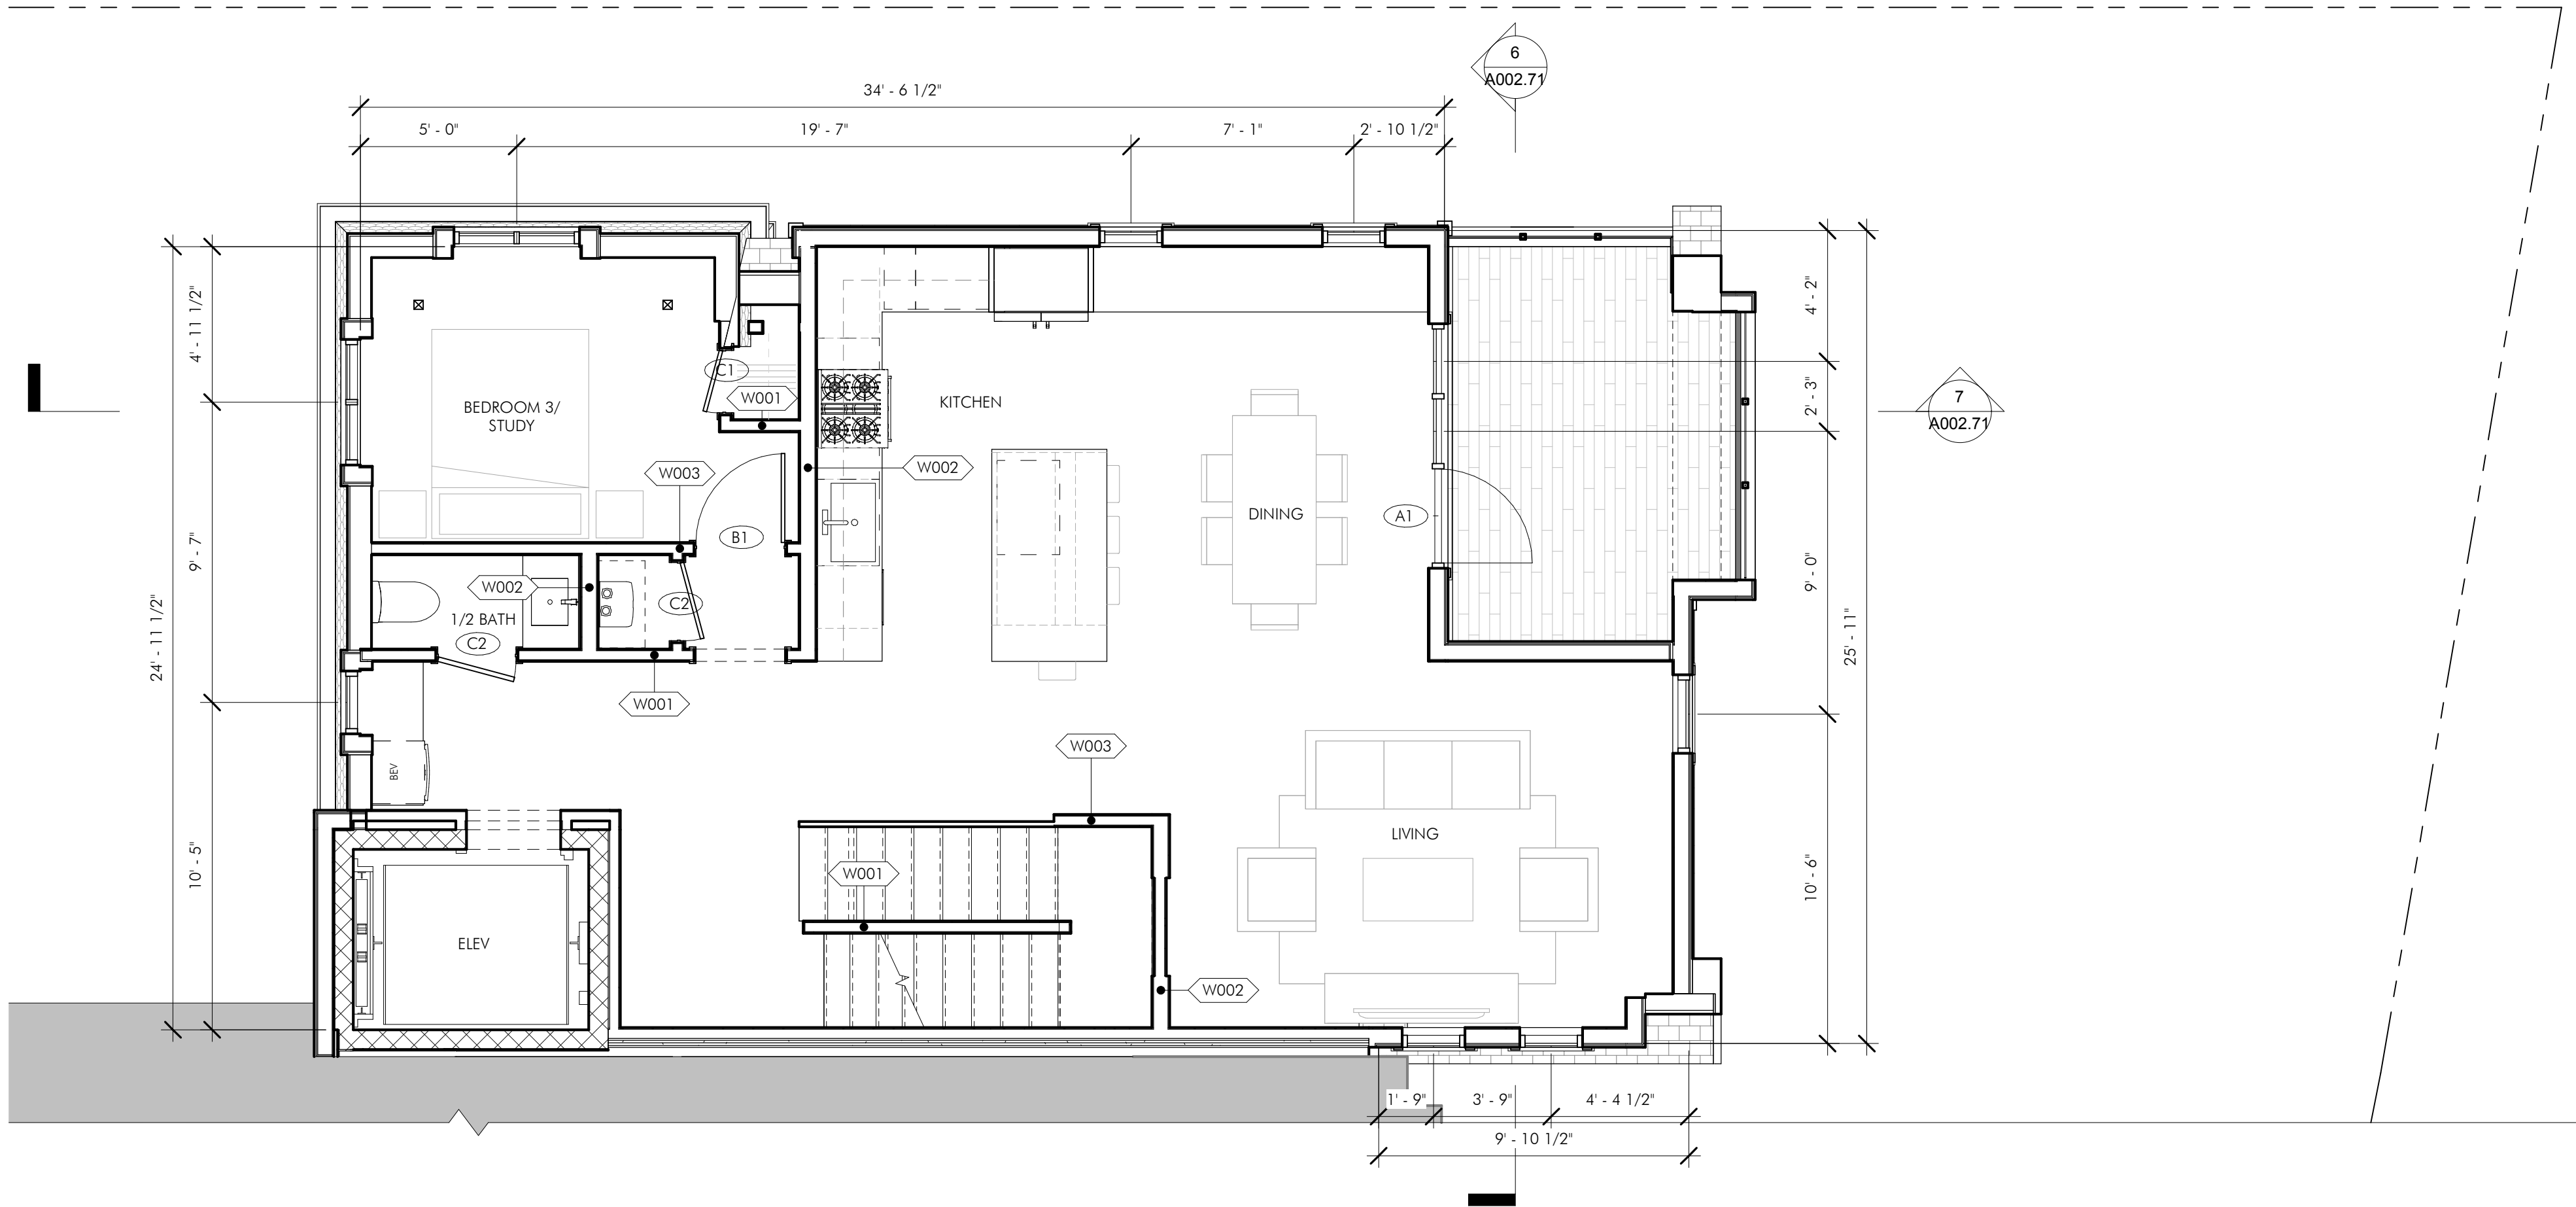 6
A002.71
34' - 6 1/2"
5' - 0"
19' - 7"
7' - 1"
2' - 10 1/2"
4' - 11 1/2"
9' - 7"
10' - 5"
24' - 11 1/2"
4' - 2"
2' - 3"
9' - 0"
10' - 6"
25' - 11"
7
A002.71
C1
W001
BEDROOM 3/
STUDY
KITCHEN
W003
W002
B1
DINING
A1
W002
C2
1/2 BATH
C2
W001
BEV
W003
LIVING
W001
ELEV
W002
1' - 9"
3' - 9"
4' - 4 1/2"
9' - 10 1/2"